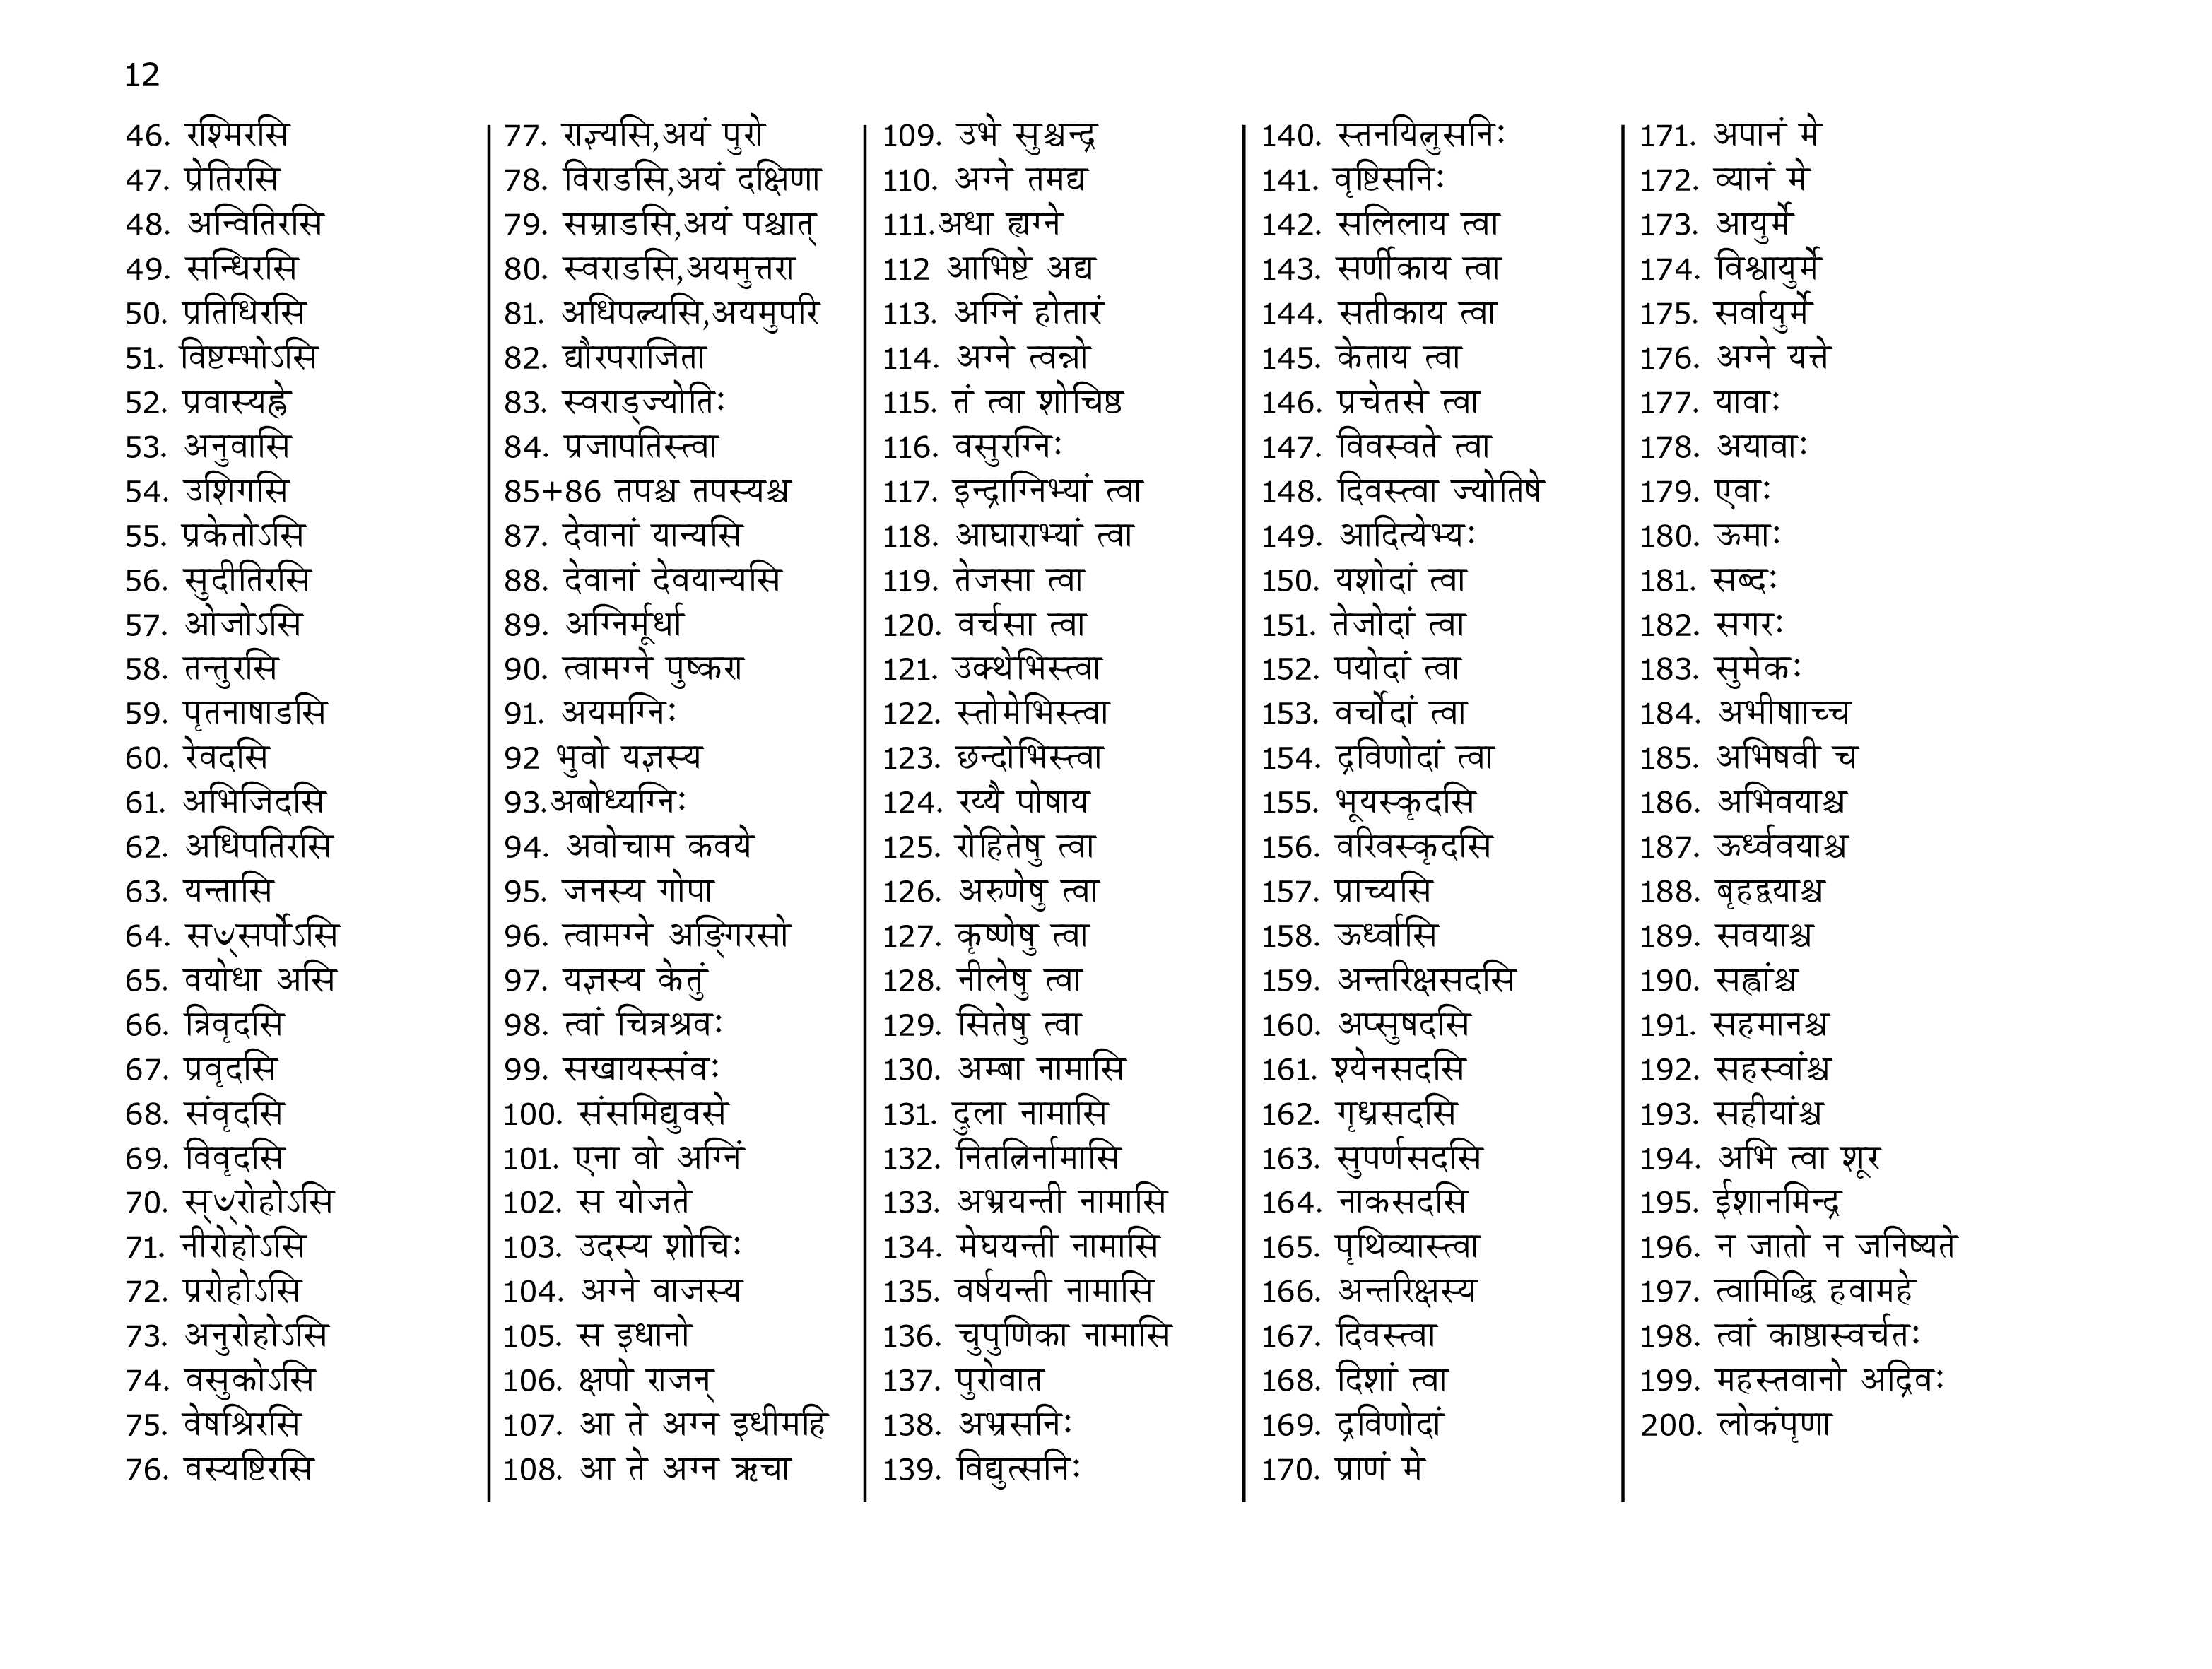 12
46. रश्मिरसि
47. प्रेतिरसि
48. अन्वितिरसि
49. सन्धिरसि
50. प्रतिधिरसि
51. विष्टम्भोऽसि
52. प्रवास्यह्ने
53. अनुवासि
54. उशिगसि
55. प्रकेतोऽसि
56. सुदीतिरसि
57. ओजोऽसि
58. तन्तुरसि
59. पृतनाषाडसि
60. रेवदसि
61. अभिजिदसि
62. अधिपतिरसि
63. यन्तासि
64. सꣳ्सर्पोऽसि
65. वयोधा असि
66. त्रिवृदसि
67. प्रवृदसि
68. संवृदसि
69. विवृदसि
70. स्ꣳ्रोहोऽसि
71. नीरोहोऽसि
72. प्ररोहोऽसि
73. अनुरोहोऽसि
74. वसुकोऽसि
75. वेषश्रिरसि
76. वस्यष्टिरसि
77. राज्ञ्यसि,अयं पुरो
78. विराडसि,अयं दक्षिणा
79. सम्राडसि,अयं पश्चात्
80. स्वराडसि,अयमुत्तरा
81. अधिपत्न्यसि,अयमुपरि
82. द्यौरपराजिता
83. स्वराड्ज्योतिः
84. प्रजापतिस्त्वा
85+86 तपश्च तपस्यश्च
87. देवानां यान्यसि
88. देवानां देवयान्यसि
89. अग्निर्मूर्धा
90. त्वामग्ने पुष्करा
91. अयमग्निः
92 भुवो यज्ञस्य
93.अबोध्यग्निः
94. अवोचाम कवये
95. जनस्य गोपा
96. त्वामग्ने अङ्गिरसो
97. यज्ञस्य केतुं
98. त्वां चित्रश्रवः
99. सखायस्संवः
100. संसमिद्युवसे
101. एना वो अग्निं
102. स योजते
103. उदस्य शोचिः
104. अग्ने वाजस्य
105. स इधानो
106. क्षपो राजन्
107. आ ते अग्न इधीमहि
108. आ ते अग्न ऋचा
109. उभे सुश्चन्द्र
110. अग्ने तमद्य
111.अधा ह्यग्ने
112 आभिष्टे अद्य
113. अग्निं होतारं
114. अग्ने त्वन्नो
115. तं त्वा शोचिष्ठ
116. वसुरग्निः
117. इन्द्राग्निभ्यां त्वा
118. आघाराभ्यां त्वा
119. तेजसा त्वा
120. वर्चसा त्वा
121. उक्थेभिस्त्वा
122. स्तोमेभिस्त्वा
123. छन्दोभिस्त्वा
124. रय्यै पोषाय
125. रोहितेषु त्वा
126. अरुणेषु त्वा
127. कृष्णेषु त्वा
128. नीलेषु त्वा
129. सितेषु त्वा
130. अम्बा नामासि
131. दुला नामासि
132. नितत्निर्नामासि
133. अभ्रयन्ती नामासि
134. मेघयन्ती नामासि
135. वर्षयन्ती नामासि
136. चुपुणिका नामासि
137. पुरोवात
138. अभ्रसनिः
139. विद्युत्सनिः
140. स्तनयित्नुसनिः
141. वृष्टिसनिः
142. सलिलाय त्वा
143. सर्णीकाय त्वा
144. सतीकाय त्वा
145. केताय त्वा
146. प्रचेतसे त्वा
147. विवस्वते त्वा
148. दिवस्त्वा ज्योतिषे
149. आदित्येभ्यः
150. यशोदां त्वा
151. तेजोदां त्वा
152. पयोदां त्वा
153. वर्चोदां त्वा
154. द्रविणोदां त्वा
155. भूयस्कृदसि
156. वरिवस्कृदसि
157. प्राच्यसि
158. ऊर्ध्वासि
159. अन्तरिक्षसदसि
160. अप्सुषदसि
161. श्येनसदसि
162. गृध्रसदसि
163. सुपर्णसदसि
164. नाकसदसि
165. पृथिव्यास्त्वा
166. अन्तरिक्षस्य
167. दिवस्त्वा
168. दिशां त्वा
169. द्रविणोदां
170. प्राणं मे
171. अपानं मे
172. व्यानं मे
173. आयुर्मे
174. विश्वायुर्मे
175. सर्वायुर्मे
176. अग्ने यत्ते
177. यावाः
178. अयावाः
179. एवाः
180. ऊमाः
181. सब्दः
182. सगरः
183. सुमेकः
184. अभीषााच्च
185. अभिषवी च
186. अभिवयाश्च
187. ऊर्ध्ववयाश्च
188. बृहद्वयाश्च
189. सवयाश्च
190. सह्वांश्च
191. सहमानश्च
192. सहस्वांश्च
193. सहीयांश्च
194. अभि त्वा शूर
195. ईशानमिन्द्र
196. न जातो न जनिष्यते
197. त्वामिद्धि हवामहे
198. त्वां काष्ठास्वर्चतः
199. महस्तवानो अद्रिवः
200. लोकंपृणा